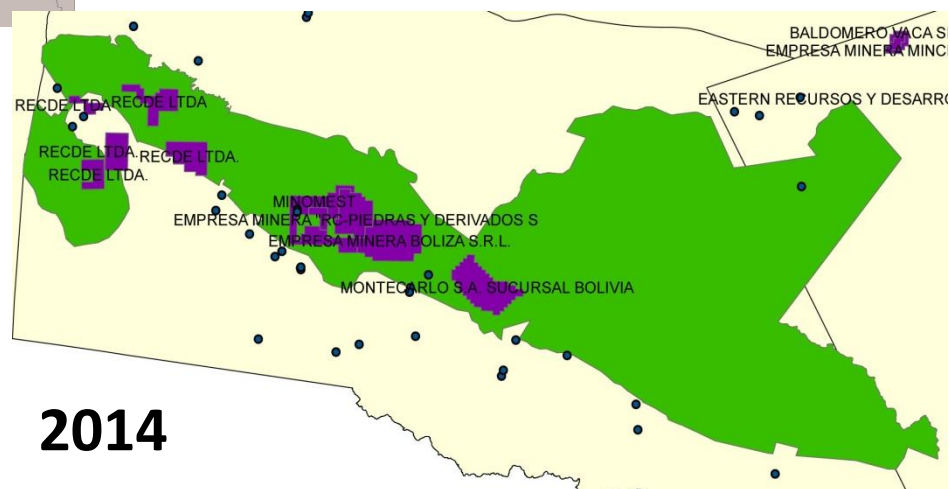 BALDOMERO VACA S
EMPRESA MINERA MINC
EASTERN RECURSOS Y DESARRO
RECDE LTDA
RECDE LTDA
RECDE LTDA.
RECDE LTDA.
RECDE LTDA.
MINOMEST
EMPRESA MINERA "RC-PIEDRAS Y DERIVADOS S
EMPRESA MINERA BOLIZA S.R.L.
MONTECARLO S.A. SUCURSAL BOLIVIA
2014